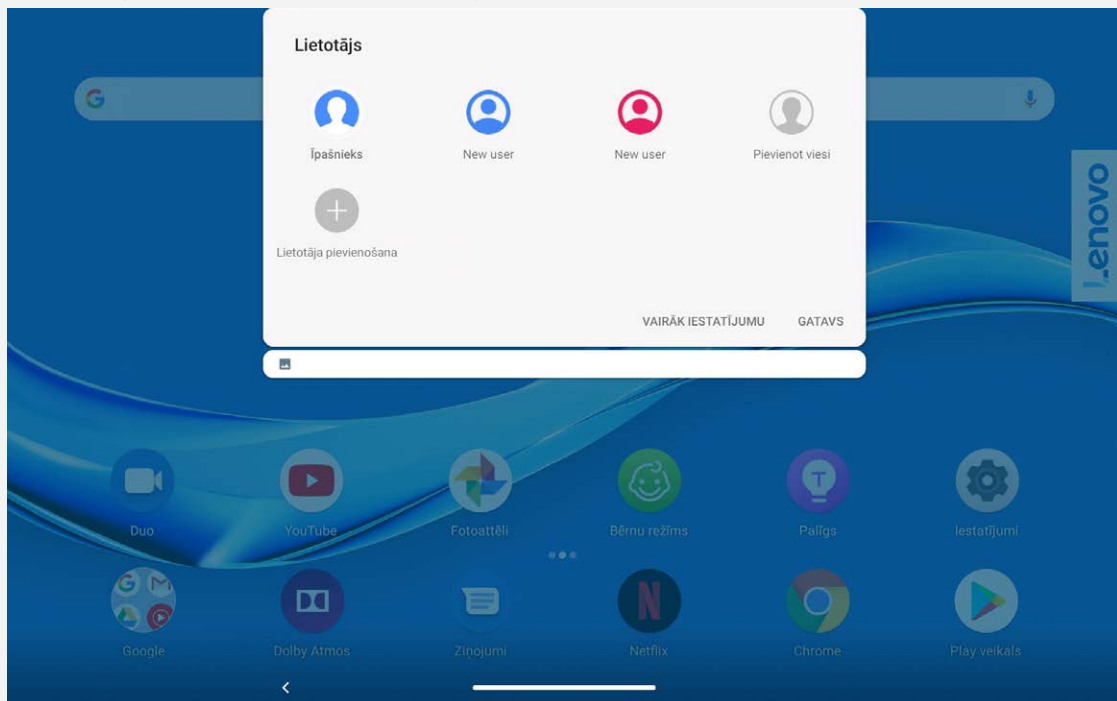 Lietotājs
Īpašnieks
New user
New user
Pievienot viesi
Lietotāja pievienošana
VAIRĀK IESTATĪJUMU
GATAVS
Lenovo
Duo
YouTube
Fotoattēli
Bērnu režīms
Palīgs
Iestatījumi
Google
Dolby Atmos
Ziņojumi
Netflix
Chrome
Play veikals